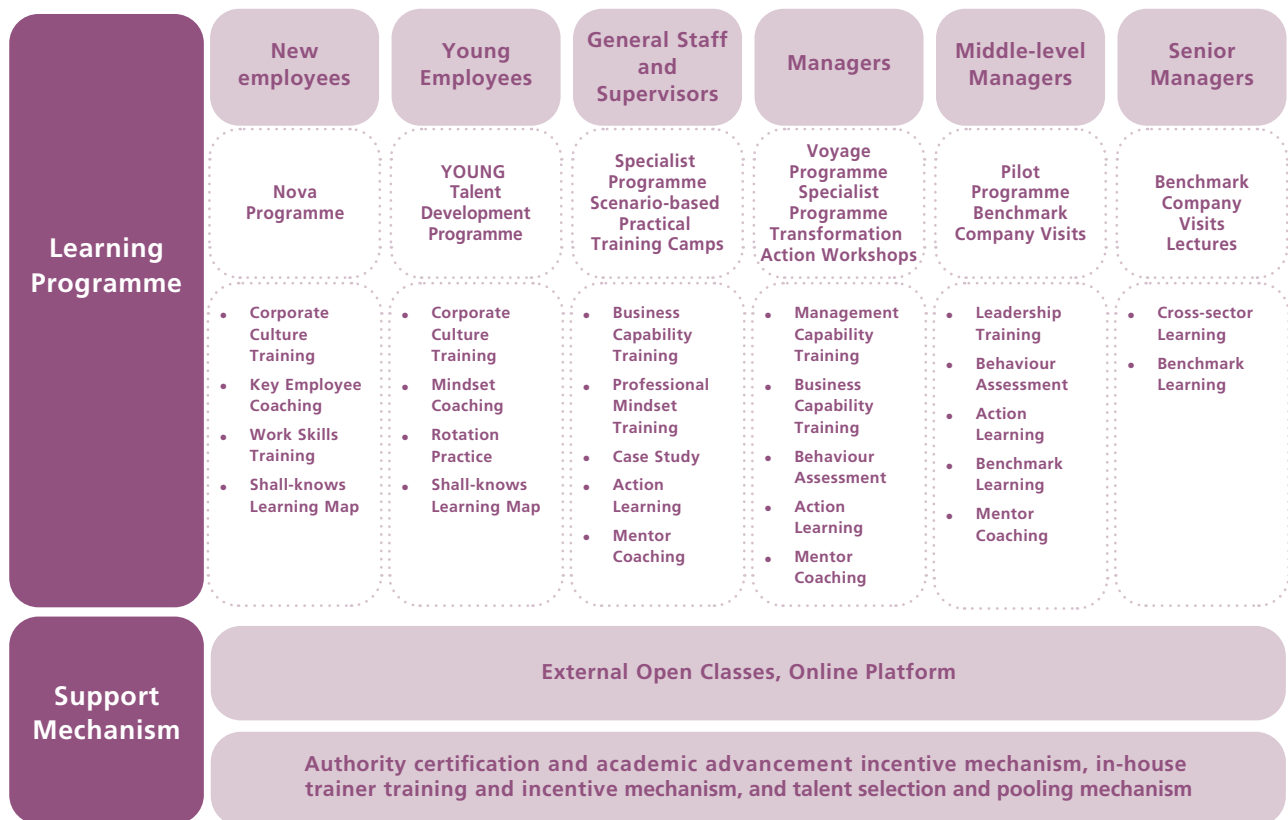 Learning
Programme
New
employees
Young
Employees
General Staff
and
Supervisors
Managers
Middle-level
Managers
Senior
Managers
Nova
Programme
YOUNG
Talent
Development
Programme
Specialist
Programme
Scenario-based
Practical
Training Camps
Voyage
Programme
Specialist
Programme
Transformation
Action Workshops
Pilot
Programme
Benchmark
Company Visits
Benchmark
Company
Visits
Lectures
• Corporate
Culture
Training
• Key Employee
Coaching
• Work Skills
Training
• Shall-knows
Learning Map
• Corporate
Culture
Training
• Mindset
Coaching
• Rotation
Practice
• Shall-knows
Learning Map
• Business
Capability
Training
• Professional
Mindset
Training
• Case Study
• Action
Learning
• Mentor
Coaching
• Management
Capability
Training
• Business
Capability
Training
• Behaviour
Assessment
• Action
Learning
• Mentor
Coaching
• Leadership
Training
• Behaviour
Assessment
• Action
Learning
• Benchmark
Learning
• Mentor
Coaching
• Cross-sector
Learning
• Benchmark
Learning
Support
Mechanism
External Open Classes, Online Platform
Authority certification and academic advancement incentive mechanism, in-house
trainer training and incentive mechanism, and talent selection and pooling mechanism